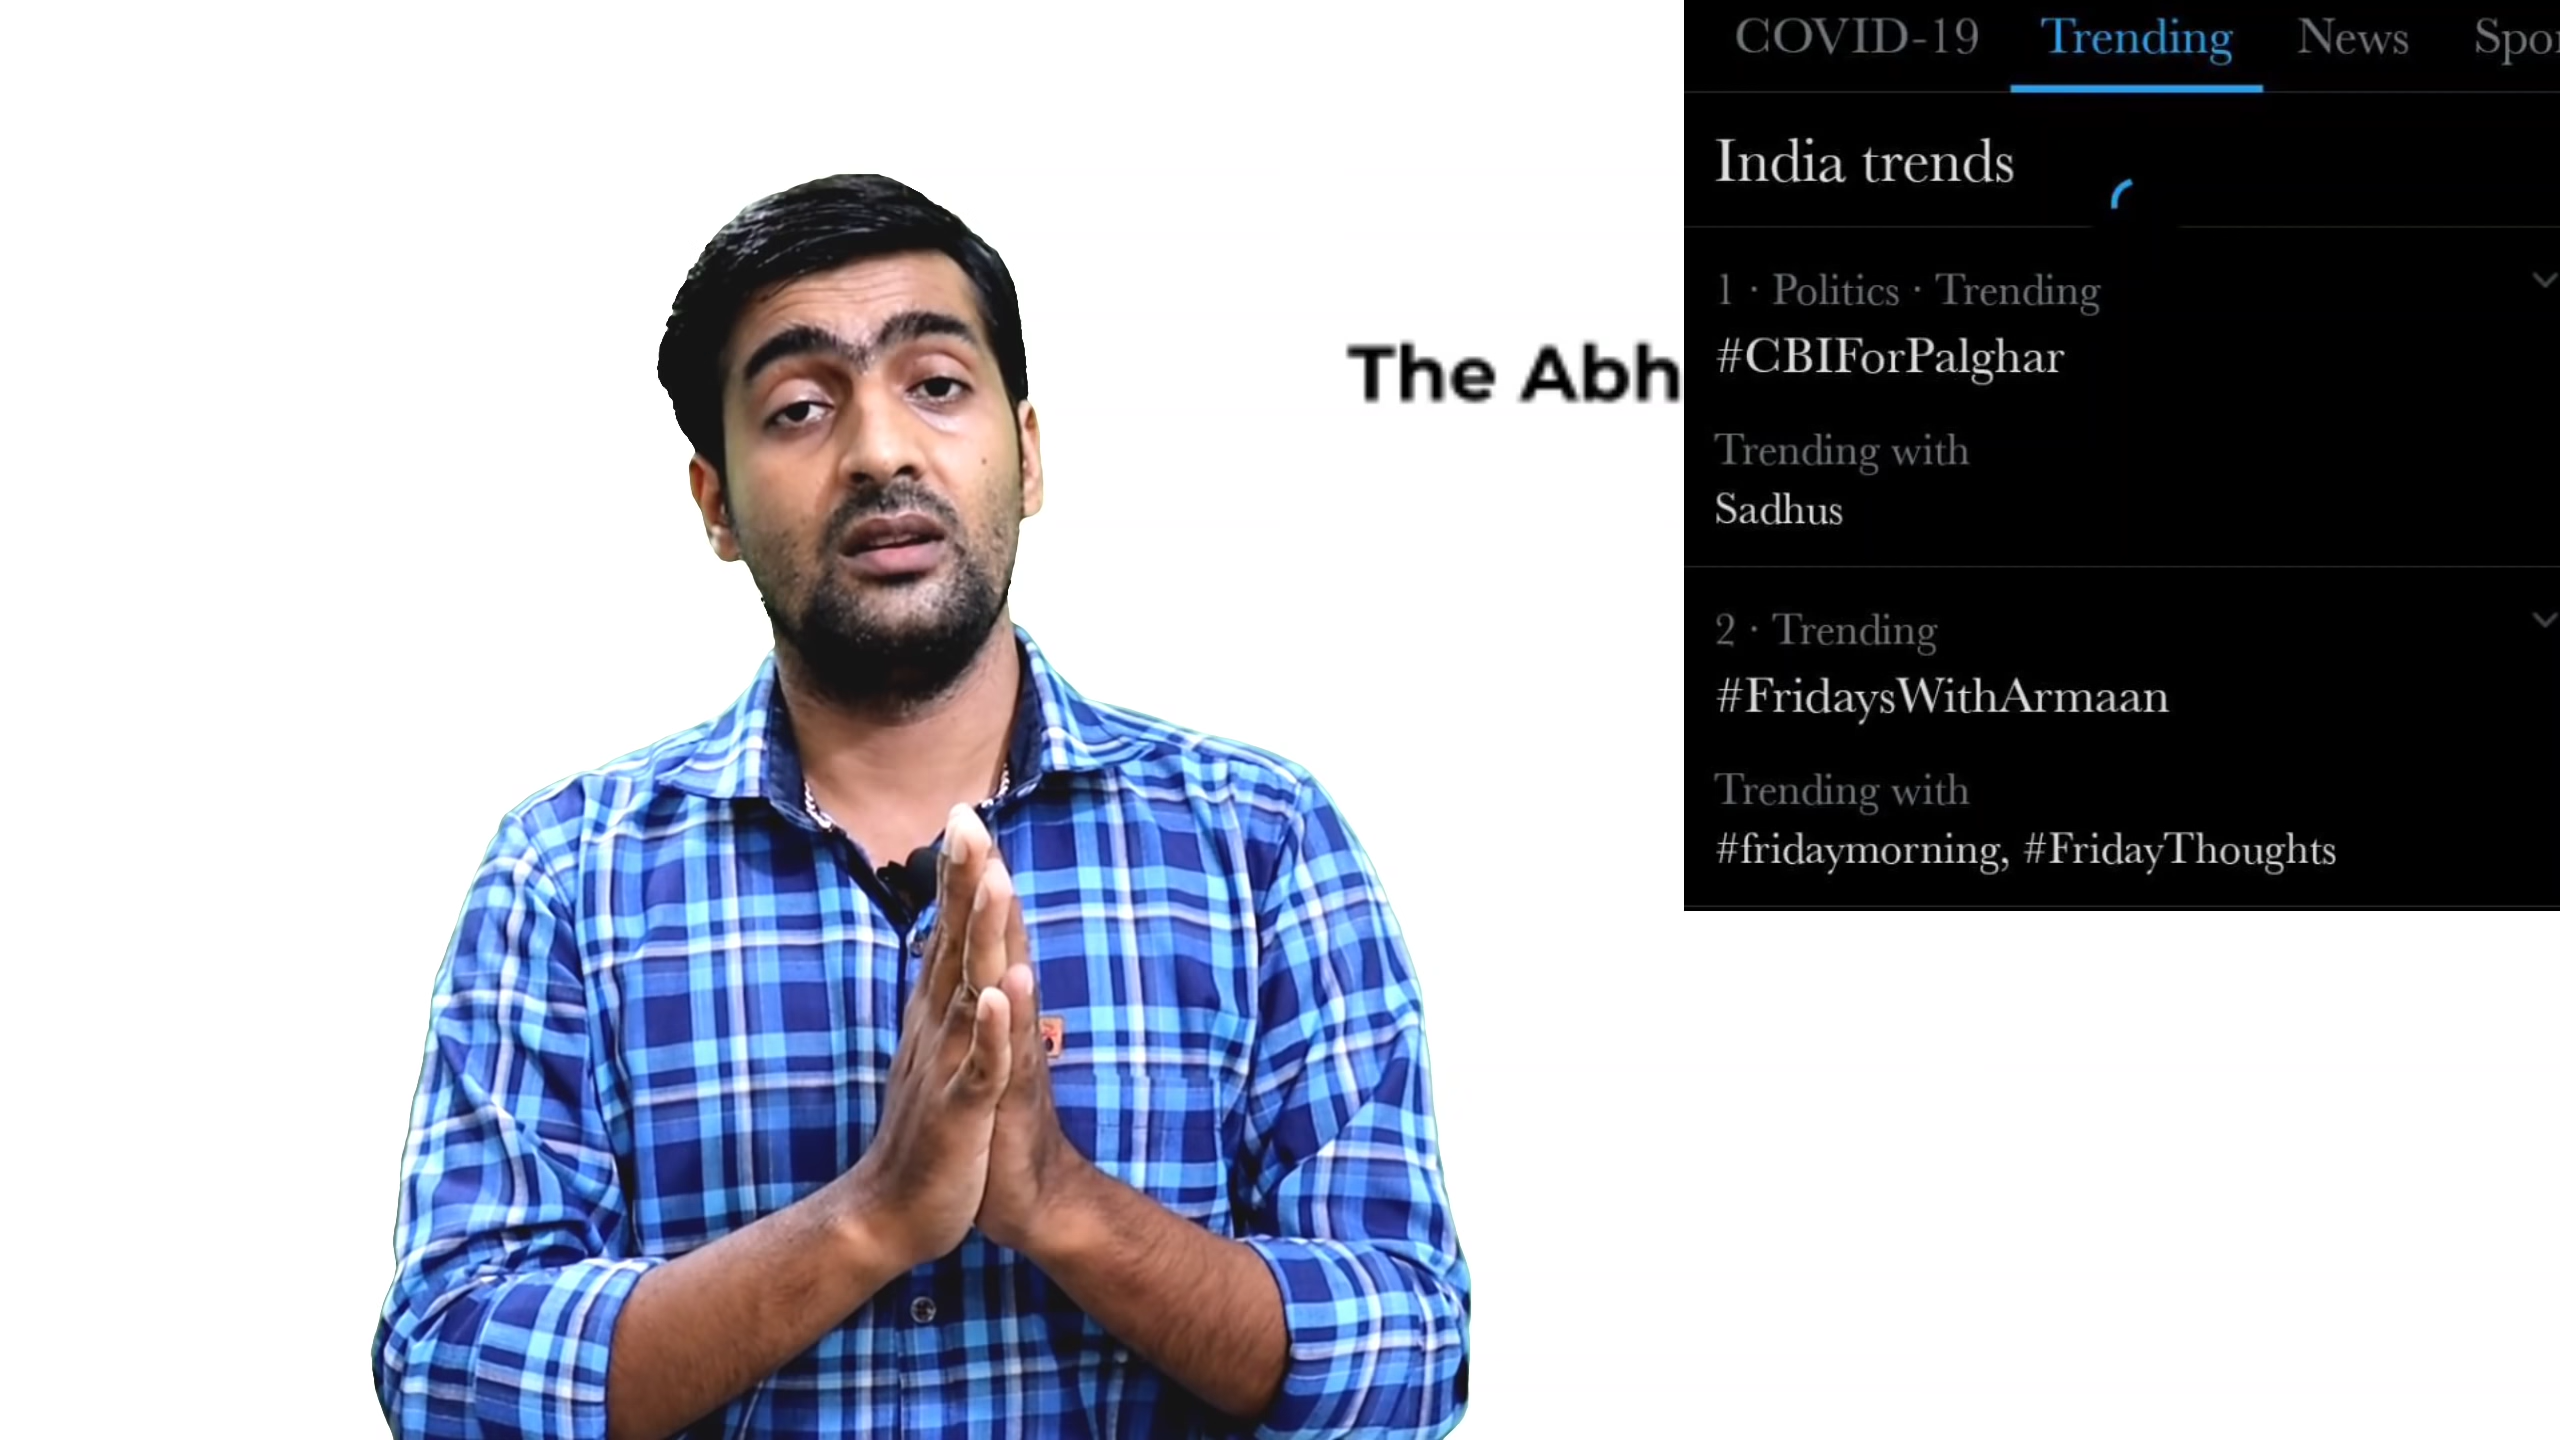 The Abh
COVID-19 Trending News Spor
India trends
1 · Politics · Trending
#CBIForPalghar
Trending with
Sadhus
2 · Trending
#FridaysWithArmaan
Trending with
#fridaymorning, #FridayThoughts